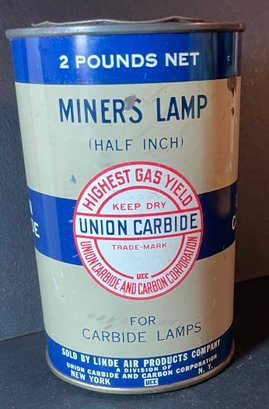 2 POUNDS NET
MINERS LAMP
(HALF INCH)
HIGHEST GAS YIELD
KEEP DRY
UNION CARBIDE
TRADE-MARK
UCC
UNION CARBIDE AND CARBON CORPORATION
FOR
CARBIDE LAMPS
SOLD BY LINDE AIR PRODUCTS COMPANY
A DIVISION OF
UNION CARBIDE AND CARBON CORPORATION
NEW YORK UCC N. Y.